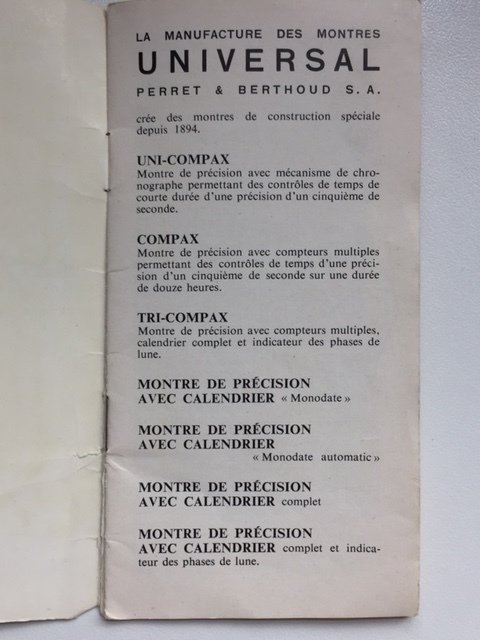 LA MANUFACTURE DES MONTRES
UNIVERSAL
PERRET & BERTHOUD S. A.
crée des montres de construction spéciale
depuis 1894.
UNI-COMPAX
Montre de précision avec mécanisme de chro-
nographe permettant des contrôles de temps de
courte durée d'une précision d'un cinquième de
seconde.
COMPAX
Montre de précision avec compteurs multiples
permettant des contrôles de temps d'une préci-
sion d'un cinquième de seconde sur une durée
de douze heures.
TRI-COMPAX
Montre de précision avec compteurs multiples,
calendrier complet et indicateur des phases de
lune.
MONTRE DE PRÉCISION
AVEC CALENDRIER « Monodate »
MONTRE DE PRÉCISION
AVEC CALENDRIER
« Monodate automatic »
MONTRE DE PRÉCISION
AVEC CALENDRIER complet
MONTRE DE PRÉCISION
AVEC CALENDRIER complet et indica-
teur des phases de lune.